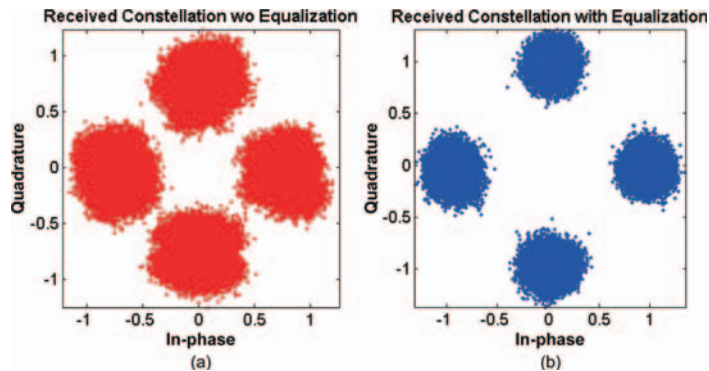 Received Constellation wo Equalization
Quadrature
1
0.5
0
-0.5
-1
-1
-0.5
0
0.5
1
In-phase
(a)
Received Constellation with Equalization
Quadrature
1
0.5
0
-0.5
-1
-1
-0.5
0
0.5
1
In-phase
(b)